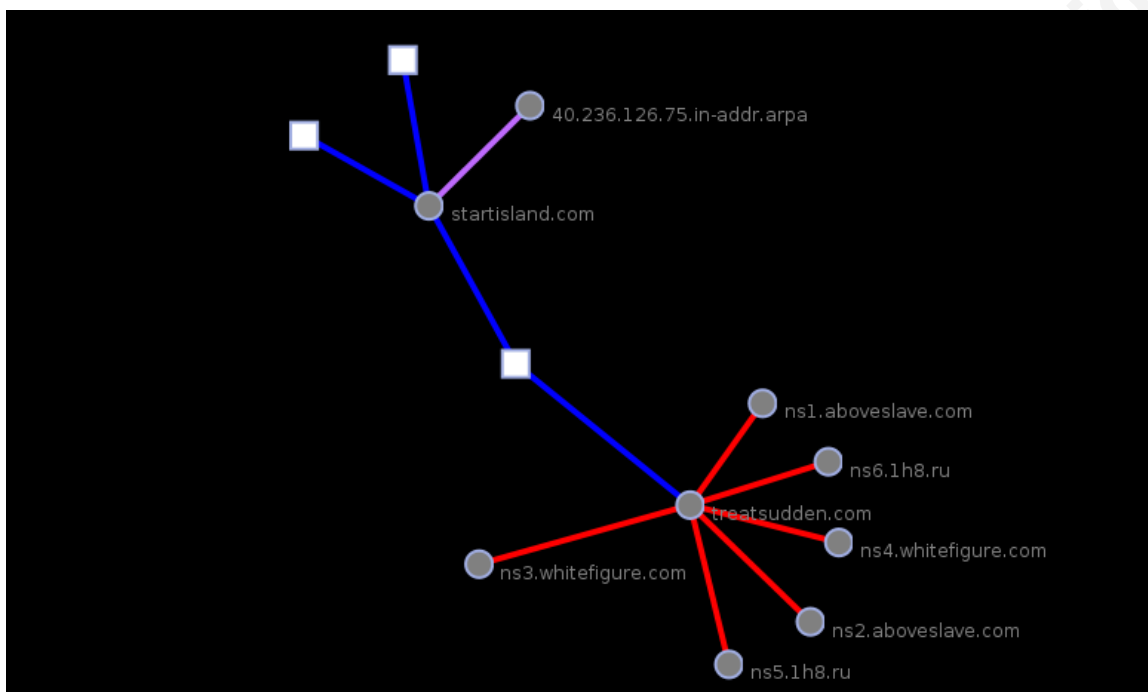 40.236.126.75.in-addr.arpa
startisland.com
ns1.aboveslave.com
ns6.1h8.ru
treatsudden.com
ns4.whitefigure.com
ns3.whitefigure.com
ns2.aboveslave.com
ns5.1h8.ru